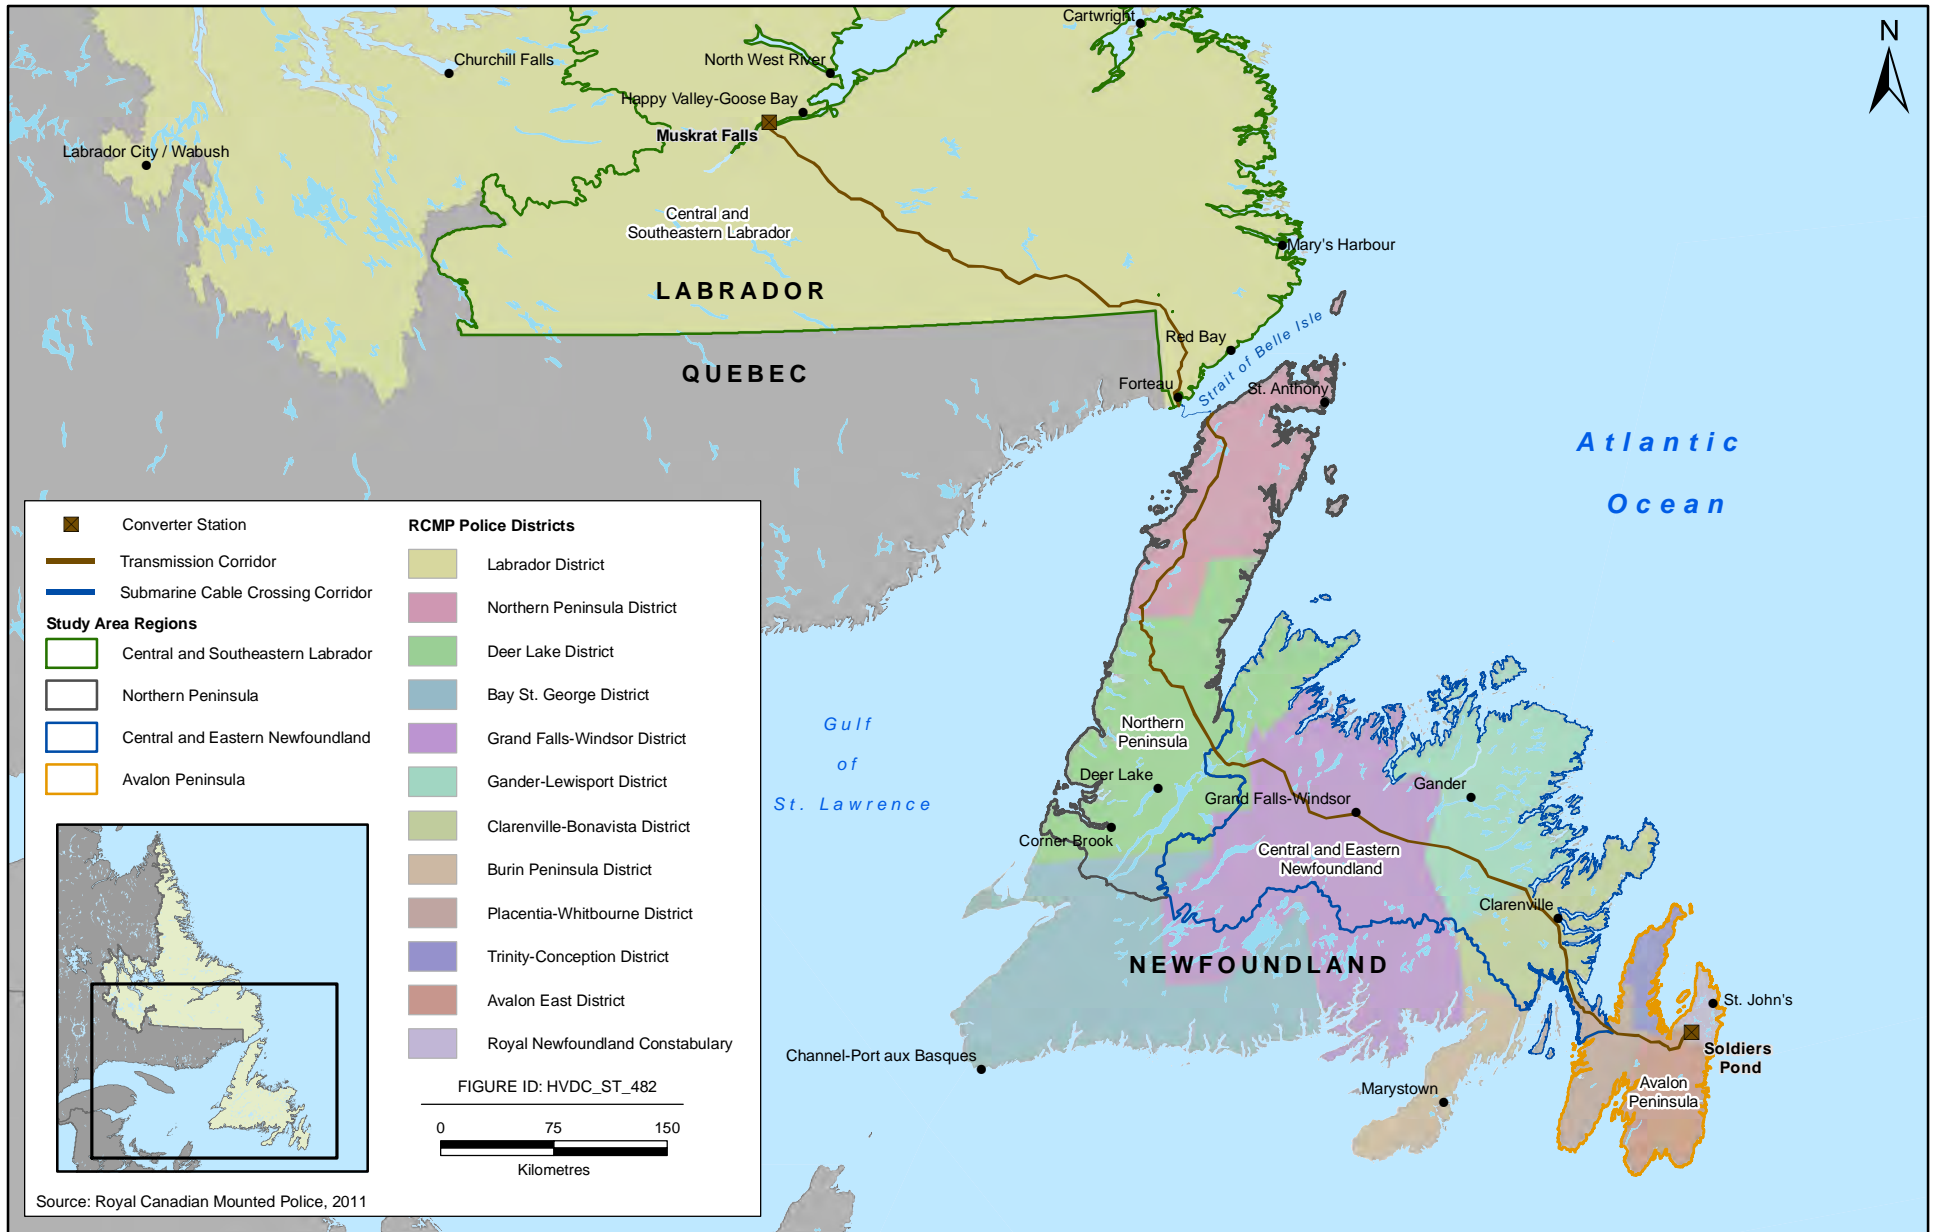 Cartwright
N
Churchill Falls
North West River
Happy Valley-Goose Bay
Muskrat Falls
Labrador City / Wabush
Central and
Southeastern Labrador
Mary's Harbour
LABRADOR
Red Bay
Strait of Belle Isle
QUEBEC
Forteau
St. Anthony
Atlantic
Ocean
Gulf
of
St. Lawrence
Northern
Peninsula
Deer Lake
Gander
Grand Falls-Windsor
Corner Brook
Central and Eastern
Newfoundland
Clarenville
NEWFOUNDLAND
St. John's
Channel-Port aux Basques
Soldiers
Pond
Marystown
Avalon
Peninsula
Converter Station
Transmission Corridor
Submarine Cable Crossing Corridor
Study Area Regions
Central and Southeastern Labrador
Northern Peninsula
Central and Eastern Newfoundland
Avalon Peninsula
RCMP Police Districts
Labrador District
Northern Peninsula District
Deer Lake District
Bay St. George District
Grand Falls-Windsor District
Gander-Lewisport District
Clarenville-Bonavista District
Burin Peninsula District
Placentia-Whitbourne District
Trinity-Conception District
Avalon East District
Royal Newfoundland Constabulary
FIGURE ID: HVDC_ST_482
0 75 150
Kilometres
Source: Royal Canadian Mounted Police, 2011